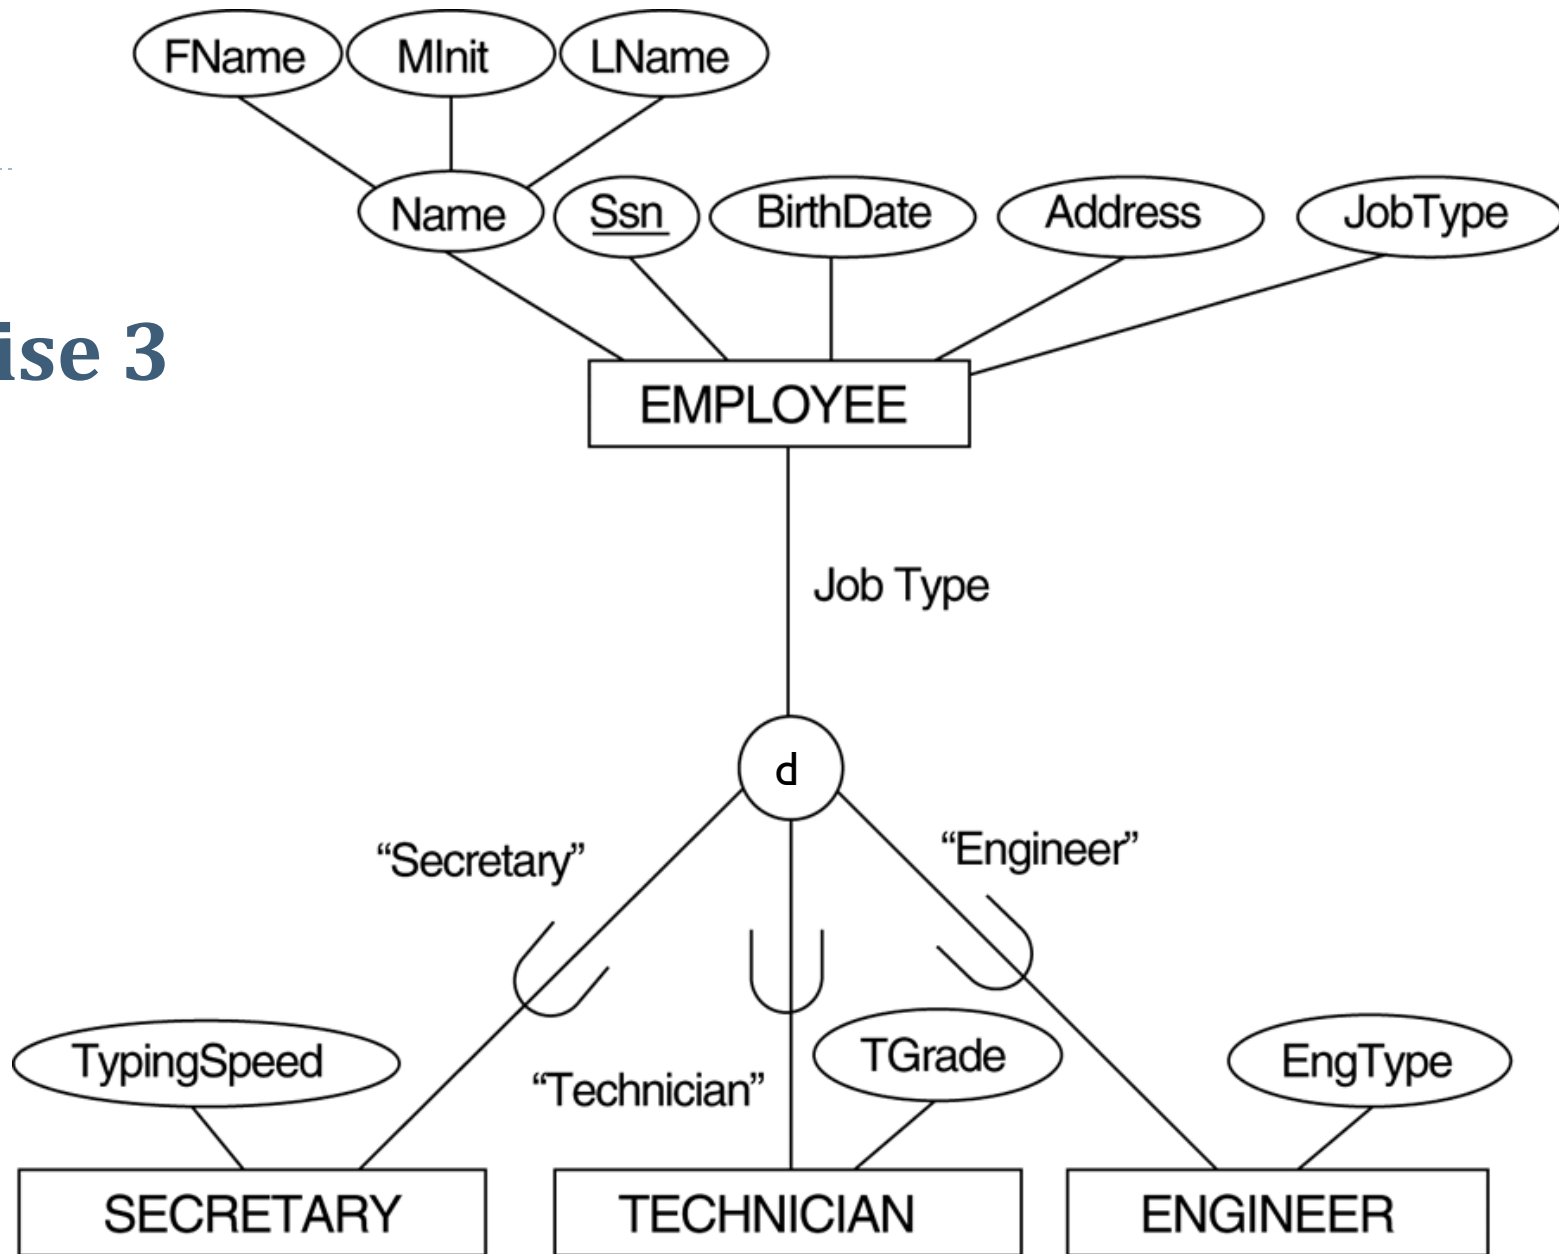 FName MInit LName
Name Ssn BirthDate Address JobType
ise 3
EMPLOYEE
Job Type
d
“Secretary” “Engineer”
TypingSpeed “Technician” TGrade EngType
SECRETARY TECHNICIAN ENGINEER